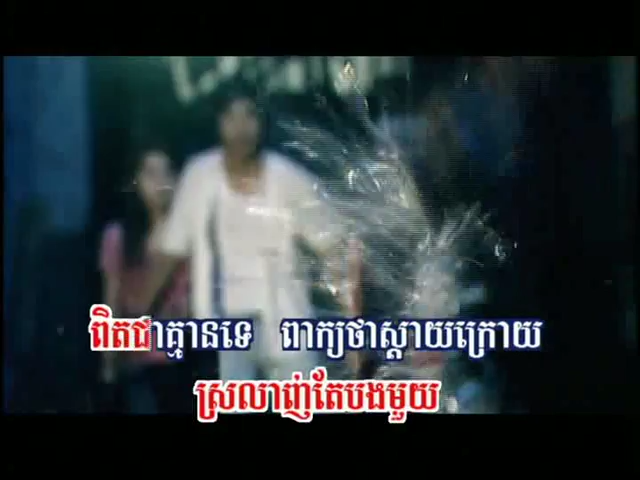 ពិតជាគ្មានទេ ពាក្យថាស្ដាយក្រោយ
ស្រលាញ់តែបងមួយ